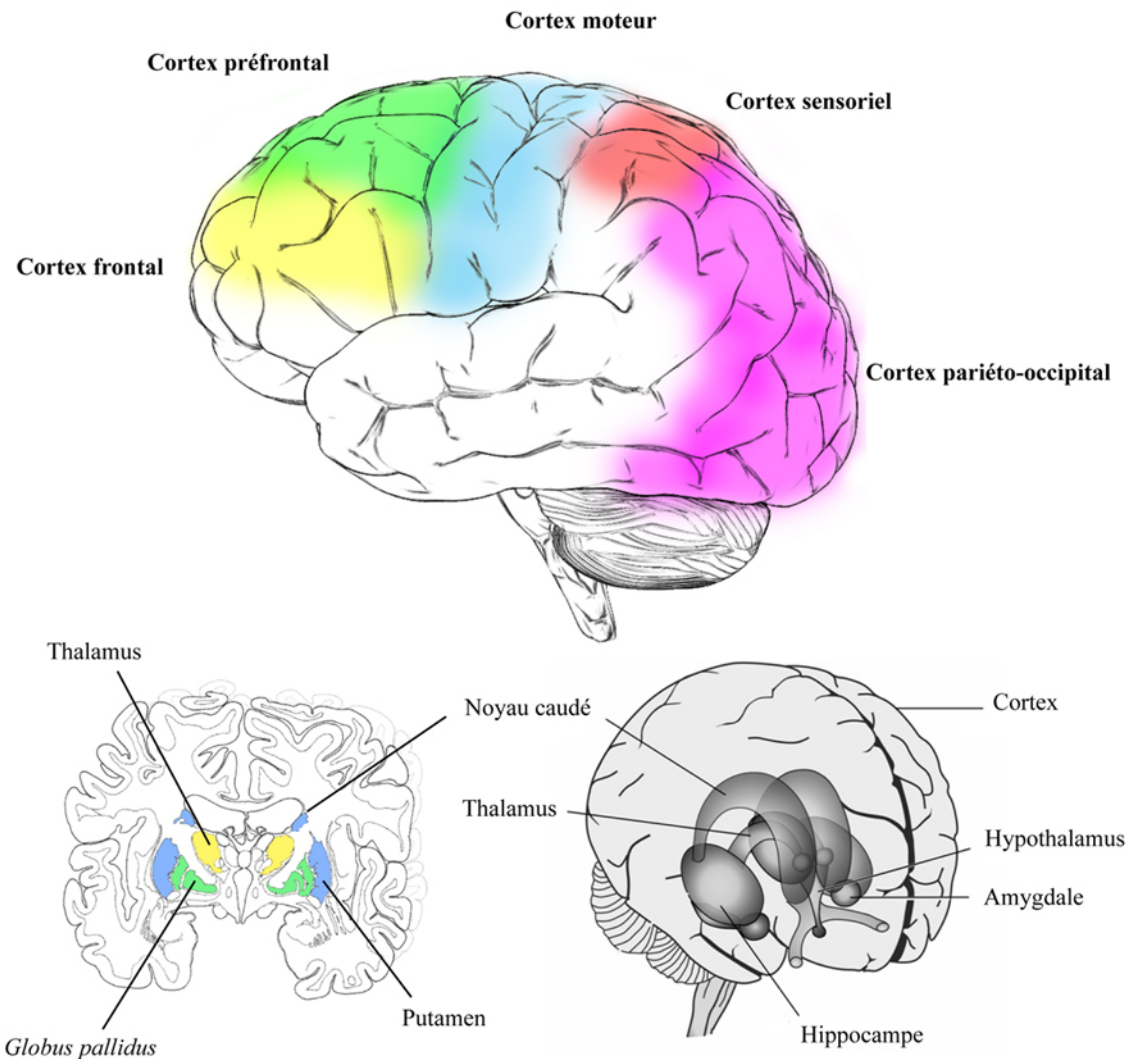 Cortex moteur
Cortex préfrontal
Cortex sensoriel
Cortex frontal
Cortex pariéto-occipital
Thalamus
Noyau caudé
Cortex
Thalamus
Hypothalamus
Amygdale
Putamen
Hippocampe
Globus pallidus